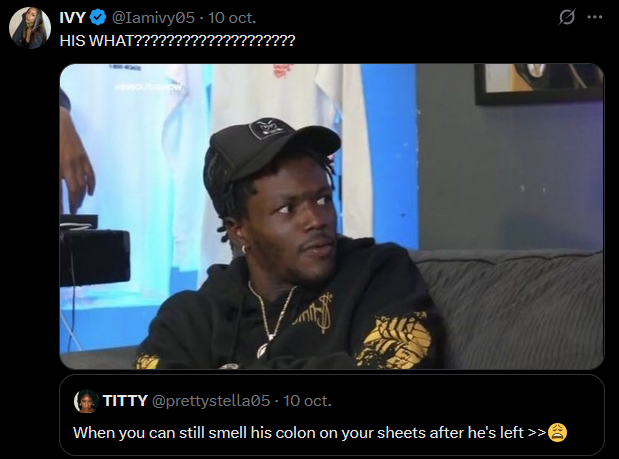 IVY @Iamivy05 · 10 oct.
HIS WHAT????????????????????
TITTY @prettystella05 · 10 oct.
When you can still smell his colon on your sheets after he's left >>😩